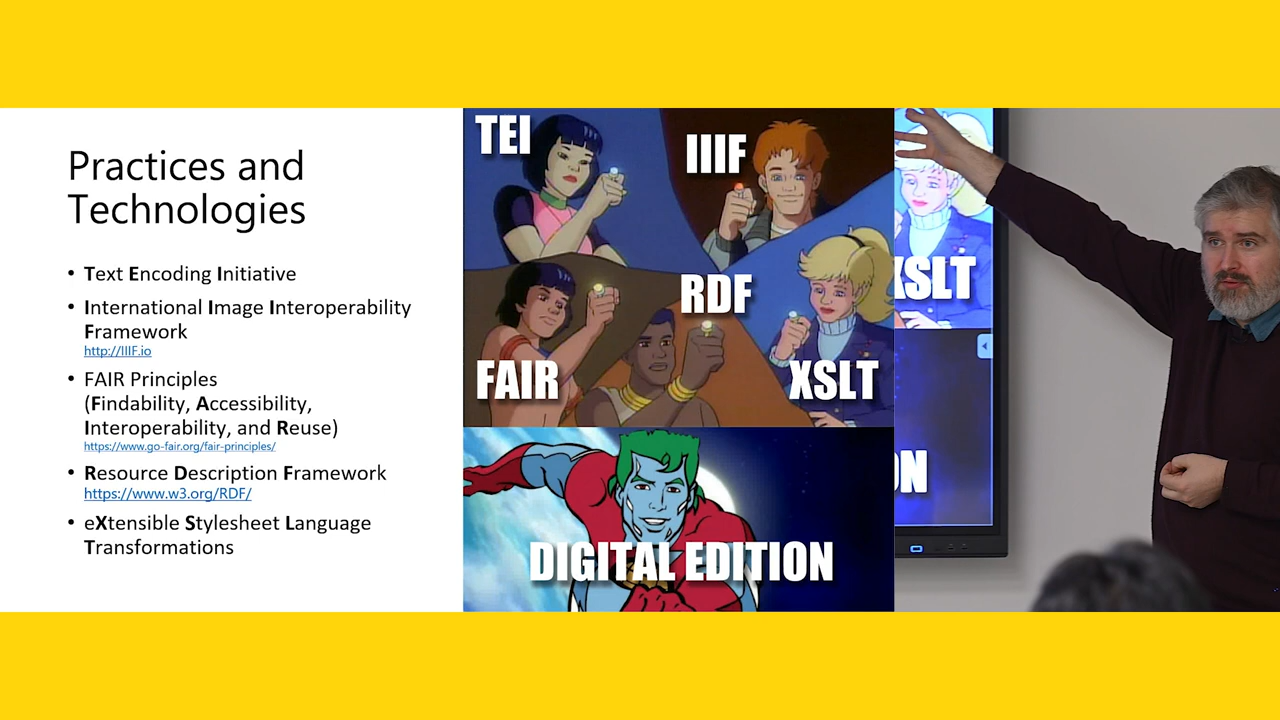 Practices and
Technologies
• Text Encoding Initiative
• International Image Interoperability
Framework
http://IIIF.io
• FAIR Principles
(Findability, Accessibility,
Interoperability, and Reuse)
https://www.go-fair.org/fair-principles/
• Resource Description Framework
https://www.w3.org/RDF/
• eXtensible Stylesheet Language
Transformations
TEI
IIIF
RDF
FAIR
XSLT
DIGITAL EDITION
XSLT
ON